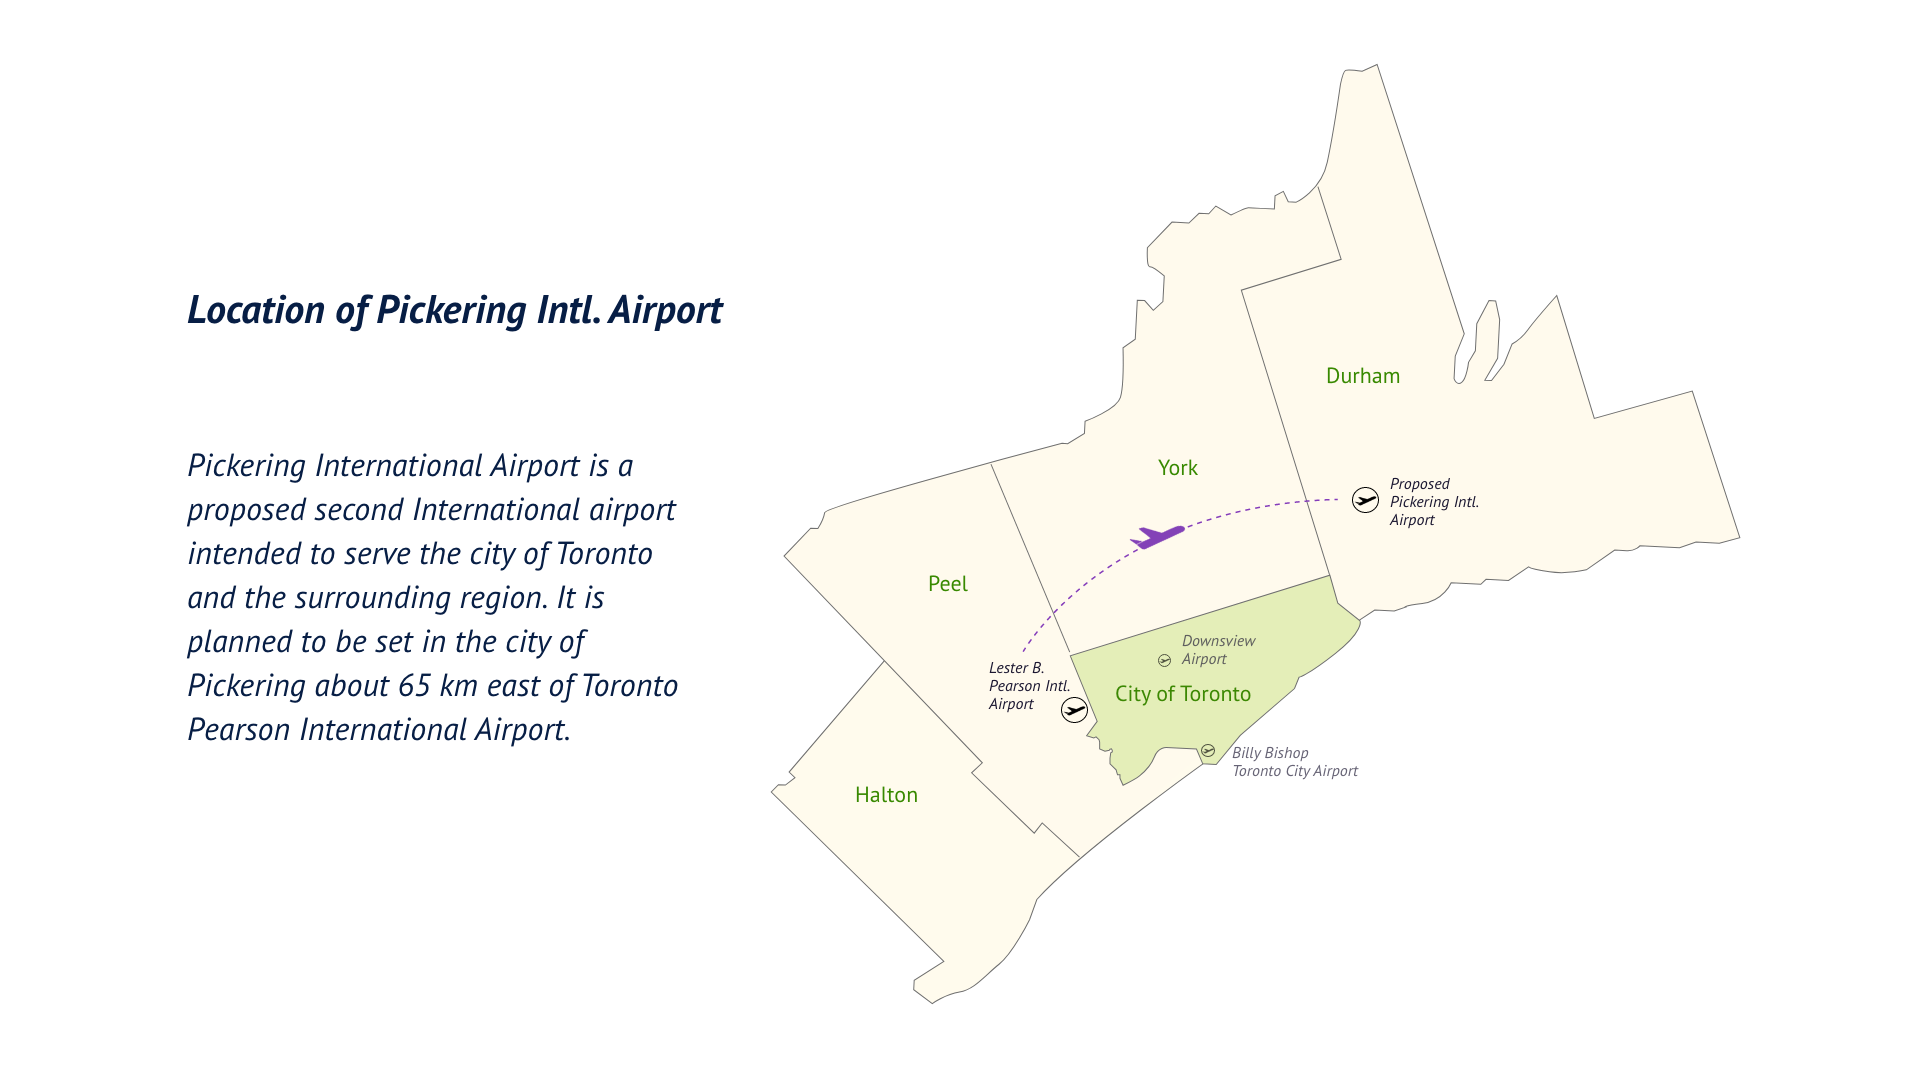 Location of Pickering Intl. Airport
Pickering International Airport is a
proposed second International airport
intended to serve the city of Toronto
and the surrounding region. It is
planned to be set in the city of
Pickering about 65 km east of Toronto
Pearson International Airport.
Durham
York
Proposed
Pickering Intl.
Airport
Peel
Downsview
Airport
Lester B.
Pearson Intl.
Airport
City of Toronto
Billy Bishop
Toronto City Airport
Halton